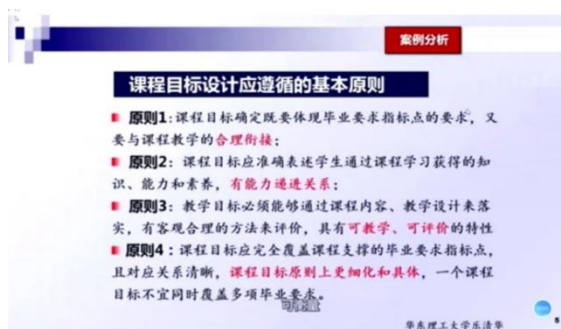 案例分析
课程目标设计应遵循的基本原则
原则1:课程目标确定既要体现毕业要求指标点的要求，又
要与课程教学的合理衔接;
原则2：课程目标应准确表述学生通过课程学习获得的知
识、能力和素养，有能力递进关系;
原则3：教学目标必须能够通过课程内容、教学设计来落
实，有客观合理的方法来评价，具有可教学、可评价的特性
原则4：课程目标应完全覆盖课程支撑的毕业要求指标点，
且对应关系清晰，课程目标原则上更细化和具体，一个课程
目标不宜同时覆盖多项毕业要求。
可衡量
华东理工大学乐清华